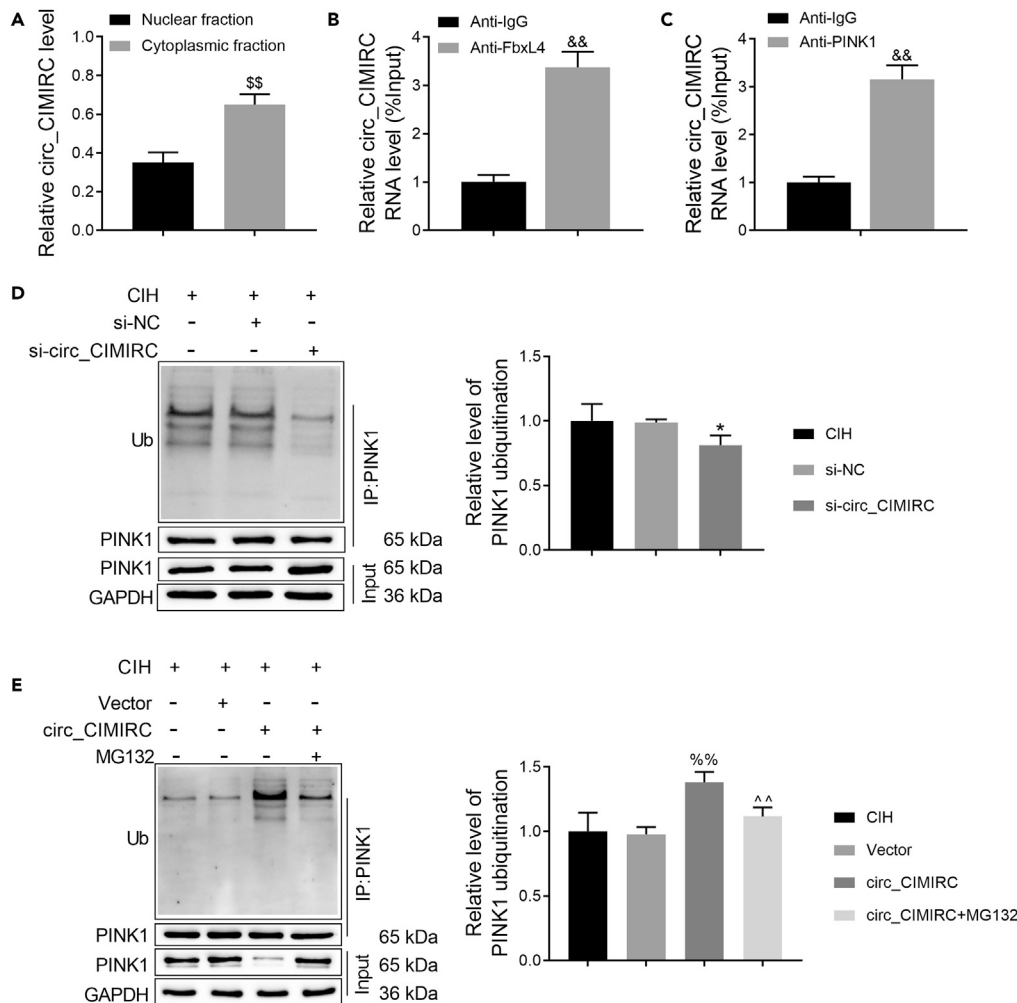 A
Nuclear fraction
Cytoplasmic fraction
Relative circ_CIMIRC level
1.0
0.8
0.6
0.4
0.2
0.0
$$
B
Anti-IgG
Anti-FbxL4
Relative circ_CIMIRC
RNA level (%Input)
4
3
2
1
0
&&
C
Anti-IgG
Anti-PINK1
Relative circ_CIMIRC
RNA level (%Input)
4
3
2
1
0
&&
D
CIH + + +
si-NC - + -
si-circ_CIMIRC - - +
Ub
IP:PINK1
PINK1 65 kDa
PINK1 65 kDa
Input
GAPDH 36 kDa
Relative level of
PINK1 ubiquitination
1.5
1.0
0.5
0.0
*
CIH
si-NC
si-circ_CIMIRC
E
CIH + + + +
Vector - + - -
circ_CIMIRC - - + +
MG132 - - - +
Ub
IP:PINK1
PINK1 65 kDa
PINK1 65 kDa
Input
GAPDH 36 kDa
Relative level of
PINK1 ubiquitination
1.5
1.0
0.5
0.0
%%
^^
CIH
Vector
circ_CIMIRC
circ_CIMIRC+MG132